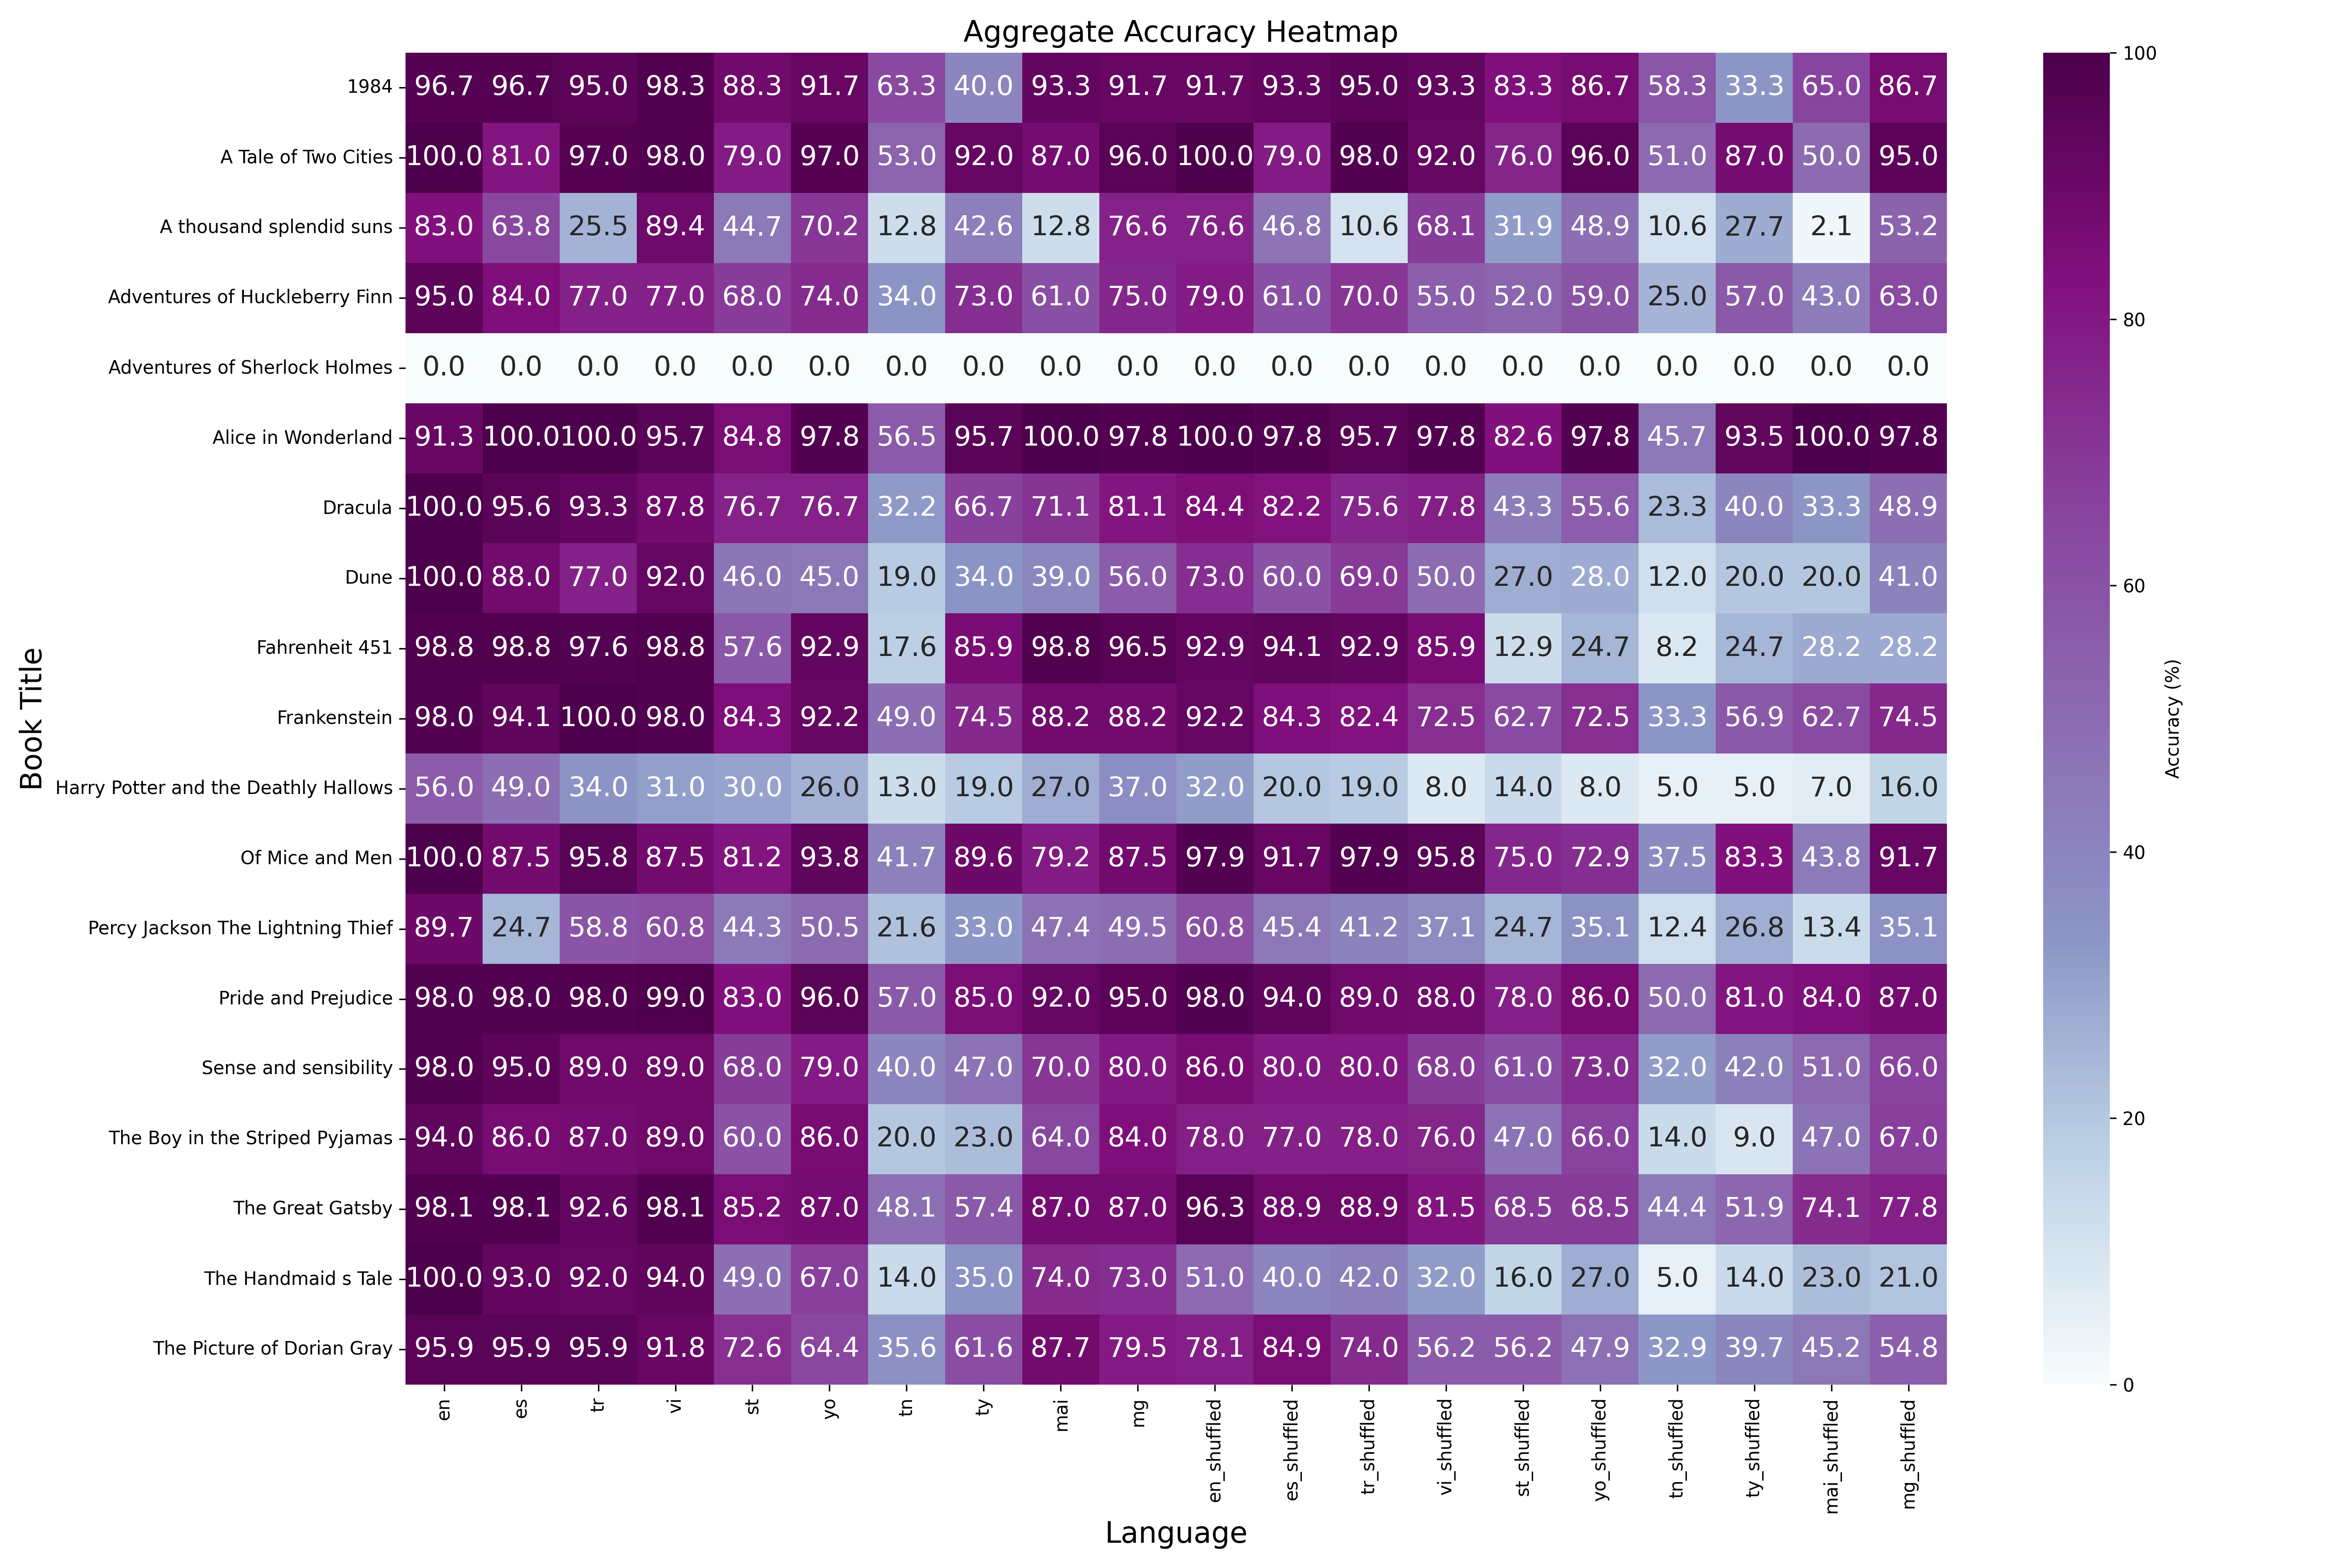 Aggregate Accuracy Heatmap
1984 96.7 96.7 95.0 98.3 88.3 91.7 63.3 40.0 93.3 91.7 91.7 93.3 95.0 93.3 83.3 86.7 58.3 33.3 65.0 86.7
A Tale of Two Cities 100.0 81.0 97.0 98.0 79.0 97.0 53.0 92.0 87.0 96.0 100.0 79.0 98.0 92.0 76.0 96.0 51.0 87.0 50.0 95.0
A thousand splendid suns 83.0 63.8 25.5 89.4 44.7 70.2 12.8 42.6 12.8 76.6 76.6 46.8 10.6 68.1 31.9 48.9 10.6 27.7 2.1 53.2
Adventures of Huckleberry Finn 95.0 84.0 77.0 77.0 68.0 74.0 34.0 73.0 61.0 75.0 79.0 61.0 70.0 55.0 52.0 59.0 25.0 57.0 43.0 63.0
Adventures of Sherlock Holmes 0.0 0.0 0.0 0.0 0.0 0.0 0.0 0.0 0.0 0.0 0.0 0.0 0.0 0.0 0.0 0.0 0.0 0.0 0.0 0.0
Alice in Wonderland 91.3 100.0 100.0 95.7 84.8 97.8 56.5 95.7 100.0 97.8 100.0 97.8 95.7 97.8 82.6 97.8 45.7 93.5 100.0 97.8
Dracula 100.0 95.6 93.3 87.8 76.7 76.7 32.2 66.7 71.1 81.1 84.4 82.2 75.6 77.8 43.3 55.6 23.3 40.0 33.3 48.9
Dune 100.0 88.0 77.0 92.0 46.0 45.0 19.0 34.0 39.0 56.0 73.0 60.0 69.0 50.0 27.0 28.0 12.0 20.0 20.0 41.0
Fahrenheit 451 98.8 98.8 97.6 98.8 57.6 92.9 17.6 85.9 98.8 96.5 92.9 94.1 92.9 85.9 12.9 24.7 8.2 24.7 28.2 28.2
Frankenstein 98.0 94.1 100.0 98.0 84.3 92.2 49.0 74.5 88.2 88.2 92.2 84.3 82.4 72.5 62.7 72.5 33.3 56.9 62.7 74.5
Harry Potter and the Deathly Hallows 56.0 49.0 34.0 31.0 30.0 26.0 13.0 19.0 27.0 37.0 32.0 20.0 19.0 8.0 14.0 8.0 5.0 5.0 7.0 16.0
Of Mice and Men 100.0 87.5 95.8 87.5 81.2 93.8 41.7 89.6 79.2 87.5 97.9 91.7 97.9 95.8 75.0 72.9 37.5 83.3 43.8 91.7
Percy Jackson The Lightning Thief 89.7 24.7 58.8 60.8 44.3 50.5 21.6 33.0 47.4 49.5 60.8 45.4 41.2 37.1 24.7 35.1 12.4 26.8 13.4 35.1
Pride and Prejudice 98.0 98.0 98.0 99.0 83.0 96.0 57.0 85.0 92.0 95.0 98.0 94.0 89.0 88.0 78.0 86.0 50.0 81.0 84.0 87.0
Sense and sensibility 98.0 95.0 89.0 89.0 68.0 79.0 40.0 47.0 70.0 80.0 86.0 80.0 80.0 68.0 61.0 73.0 32.0 42.0 51.0 66.0
The Boy in the Striped Pyjamas 94.0 86.0 87.0 89.0 60.0 86.0 20.0 23.0 64.0 84.0 78.0 77.0 78.0 76.0 47.0 66.0 14.0 9.0 47.0 67.0
The Great Gatsby 98.1 98.1 92.6 98.1 85.2 87.0 48.1 57.4 87.0 87.0 96.3 88.9 88.9 81.5 68.5 68.5 44.4 51.9 74.1 77.8
The Handmaid s Tale 100.0 93.0 92.0 94.0 49.0 67.0 14.0 35.0 74.0 73.0 51.0 40.0 42.0 32.0 16.0 27.0 5.0 14.0 23.0 21.0
The Picture of Dorian Gray 95.9 95.9 95.9 91.8 72.6 64.4 35.6 61.6 87.7 79.5 78.1 84.9 74.0 56.2 56.2 47.9 32.9 39.7 45.2 54.8
en es tr vi st yo tn ty mai mg en_shuffled es_shuffled tr_shuffled vi_shuffled st_shuffled yo_shuffled tn_shuffled ty_shuffled mai_shuffled mg_shuffled
Language
Book Title
100
80
60
40
20
0
Accuracy (%)